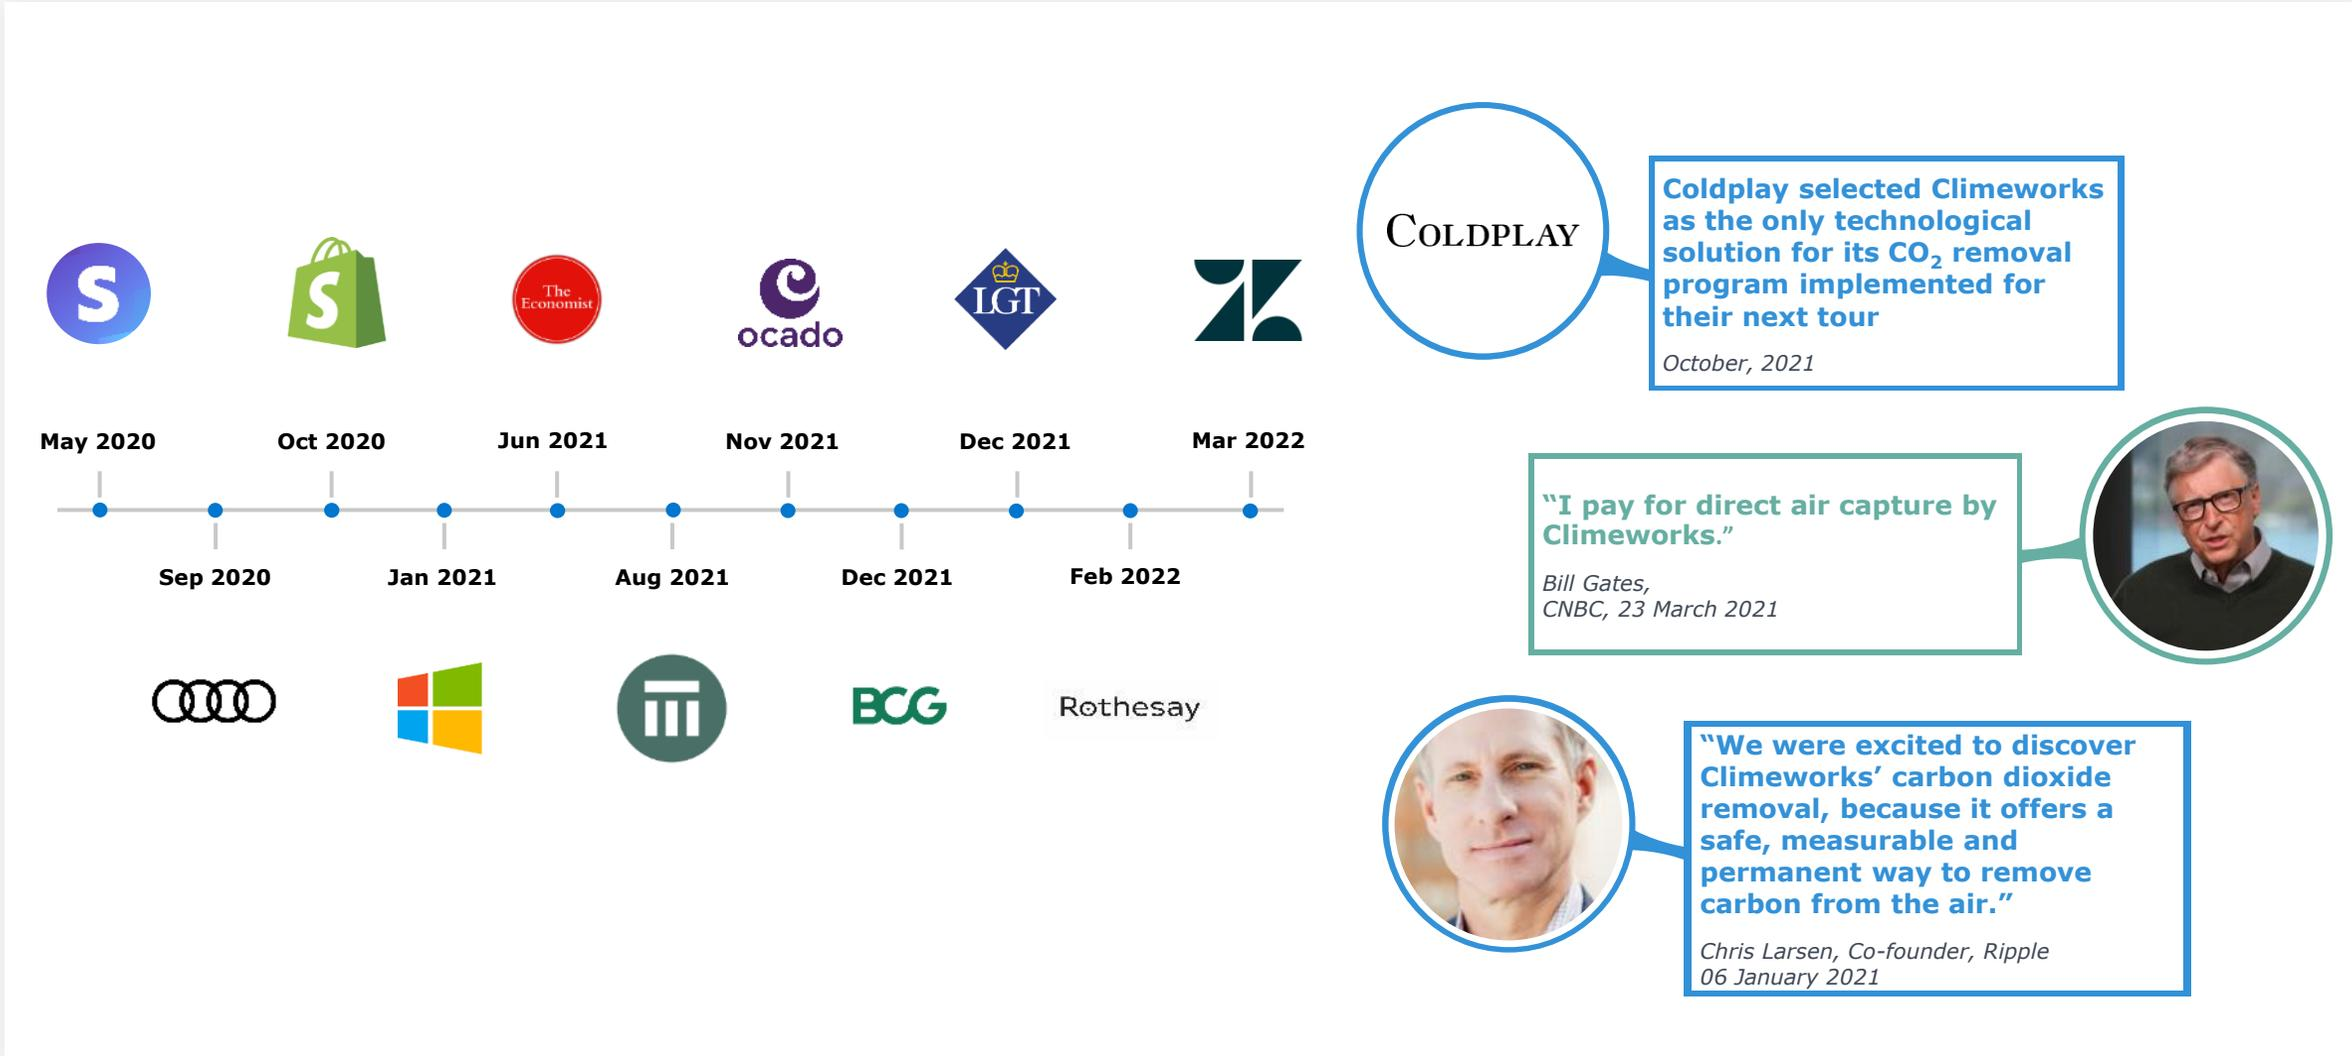 S
S
The
Economist
ocado
LGT
May 2020
Oct 2020
Jun 2021
Nov 2021
Dec 2021
Mar 2022
Sep 2020
Jan 2021
Aug 2021
Dec 2021
Feb 2022
BCG
Rothesay
COLDPLAY
Coldplay selected Climeworks
as the only technological
solution for its CO₂ removal
program implemented for
their next tour
October, 2021
“I pay for direct air capture by
Climeworks.”
Bill Gates,
CNBC, 23 March 2021
“We were excited to discover
Climeworks’ carbon dioxide
removal, because it offers a
safe, measurable and
permanent way to remove
carbon from the air.”
Chris Larsen, Co-founder, Ripple
06 January 2021